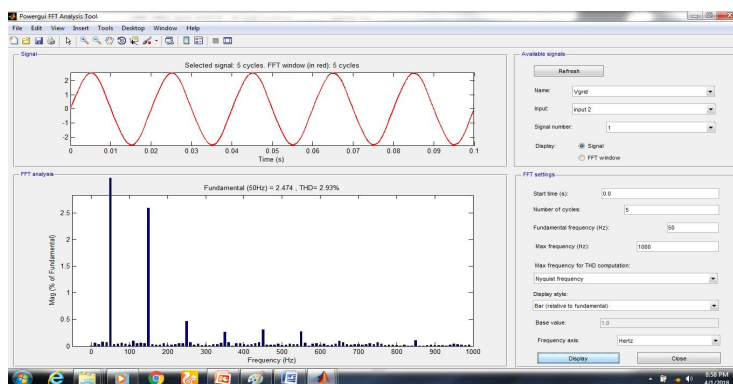 Powergui FFT Analysis Tool.
File Edit View Insert Tools Desktop Window Help
Signal
Selected signal: 5 cycles. FFT window (in red): 5 cycles
2
1
0
-1
-2
0 0.01 0.02 0.03 0.04 0.05 0.06 0.07 0.08 0.09 0.1
Time (s)
FFT analysis
Fundamental (50Hz) = 2.474 , THD= 2.93%
2.5
2
1.5
1
0.5
0
Mag (% of Fundamental)
0 100 200 300 400 500 600 700 800 900 1000
Frequency (Hz)
Available signals
Refresh
Name: Vgrid
Input: input 2
Signal number: 1
Display: Signal
FFT window
FFT settings
Start time (s): 0.0
Number of cycles: 5
Fundamental frequency (Hz): 50
Max frequency (Hz): 1000
Max frequency for THD computation:
Nyquist frequency
Display style:
Bar (relative to fundamental)
Base value: 1.0
Frequency axis: Hertz
Display Close
8:58 PM
4/1/2018